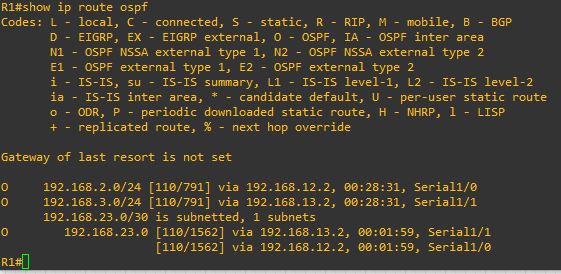 R1#show ip route ospf
Codes: L - local, C - connected, S - static, R - RIP, M - mobile, B - BGP
       D - EIGRP, EX - EIGRP external, O - OSPF, IA - OSPF inter area
       N1 - OSPF NSSA external type 1, N2 - OSPF NSSA external type 2
       E1 - OSPF external type 1, E2 - OSPF external type 2
       i - IS-IS, su - IS-IS summary, L1 - IS-IS level-1, L2 - IS-IS level-2
       ia - IS-IS inter area, * - candidate default, U - per-user static route
       o - ODR, P - periodic downloaded static route, H - NHRP, l - LISP
       + - replicated route, % - next hop override
Gateway of last resort is not set
O     192.168.2.0/24 [110/791] via 192.168.12.2, 00:28:31, Serial1/0
O     192.168.3.0/24 [110/791] via 192.168.13.2, 00:28:31, Serial1/1
      192.168.23.0/30 is subnetted, 1 subnets
O        192.168.23.0 [110/1562] via 192.168.13.2, 00:01:59, Serial1/1
                      [110/1562] via 192.168.12.2, 00:01:59, Serial1/0
R1#